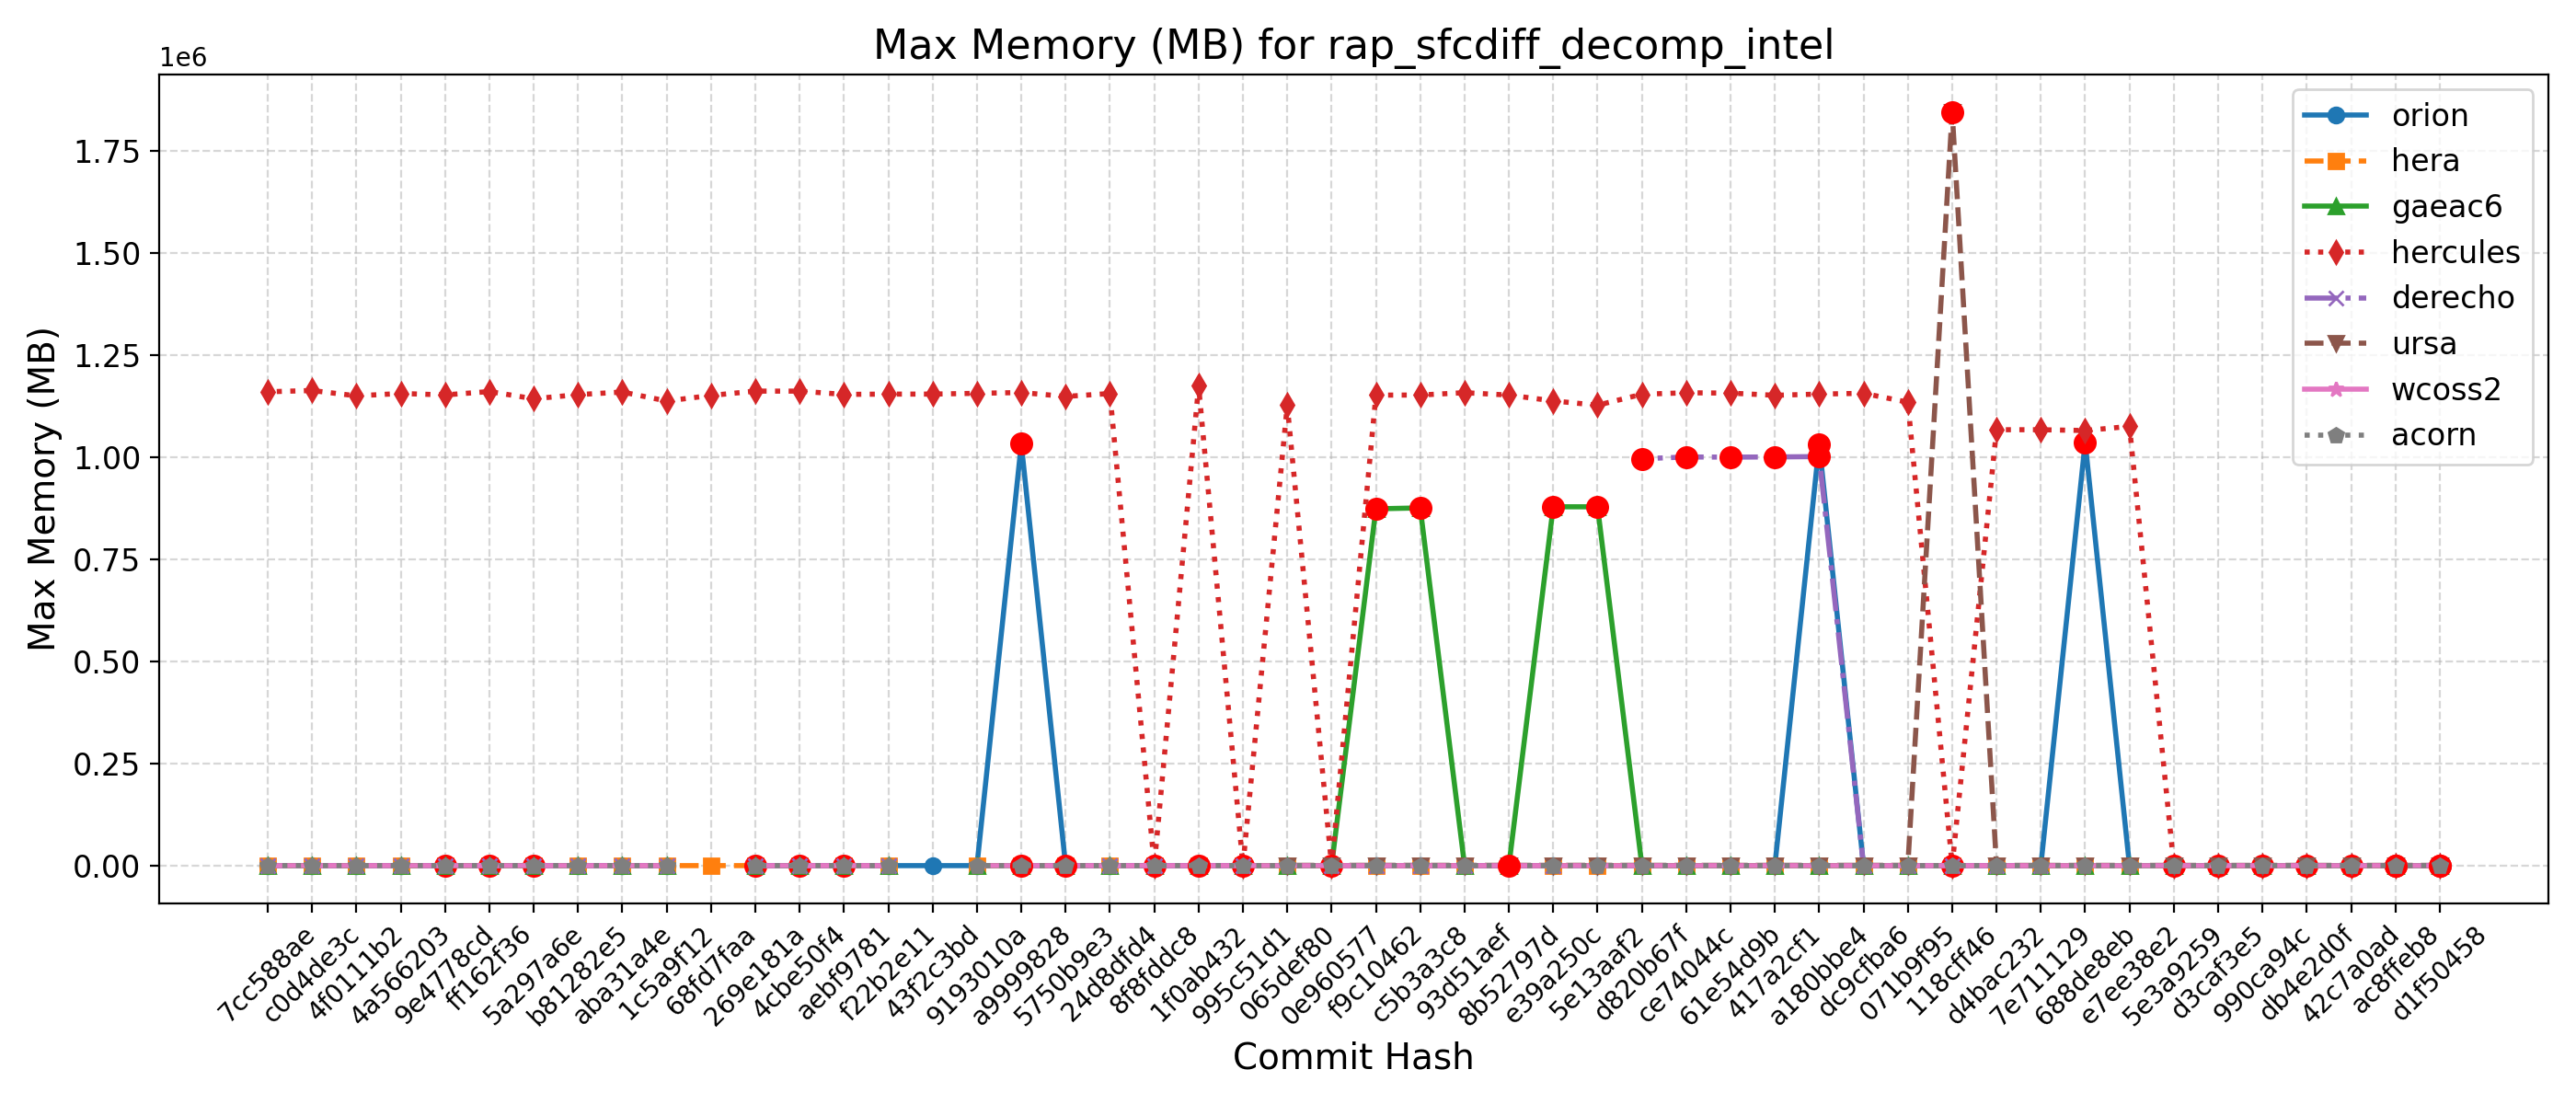 Max Memory (MB) for rap_sfcdiff_decomp_intel
1e6
1.75
1.50
1.25
1.00
0.75
0.50
0.25
0.00
Max Memory (MB)
orion
hera
gaeac6
hercules
derecho
ursa
wcoss2
acorn
7cc588ae
c0d4de3c
4f0111b2
4a566203
9e4778cd
ff162f36
5a297a6e
b81282e5
aba31a4e
1c5a9f12
68fd7faa
269e181a
4cbe50f4
aebf9781
f22b2e11
43f2c3bd
9193010a
a9999828
5750b9e3
24d8dfd4
8f8fddc8
1f0ab432
995c51d1
065def80
0e960577
f9c10462
c5b3a3c8
93d51aef
8b52797d
e39a250c
5e13aaf2
d820b67f
ce74044c
61e54d9b
417a2cf1
a180bbe4
dc9cfba6
071b9f95
118cff46
d4bac232
7e711129
688de8eb
e7ee38e2
5e3a9259
d3caf3e5
990ca94c
db4e2d0f
42c7a0ad
ac8ffeb8
d1f50458
Commit Hash